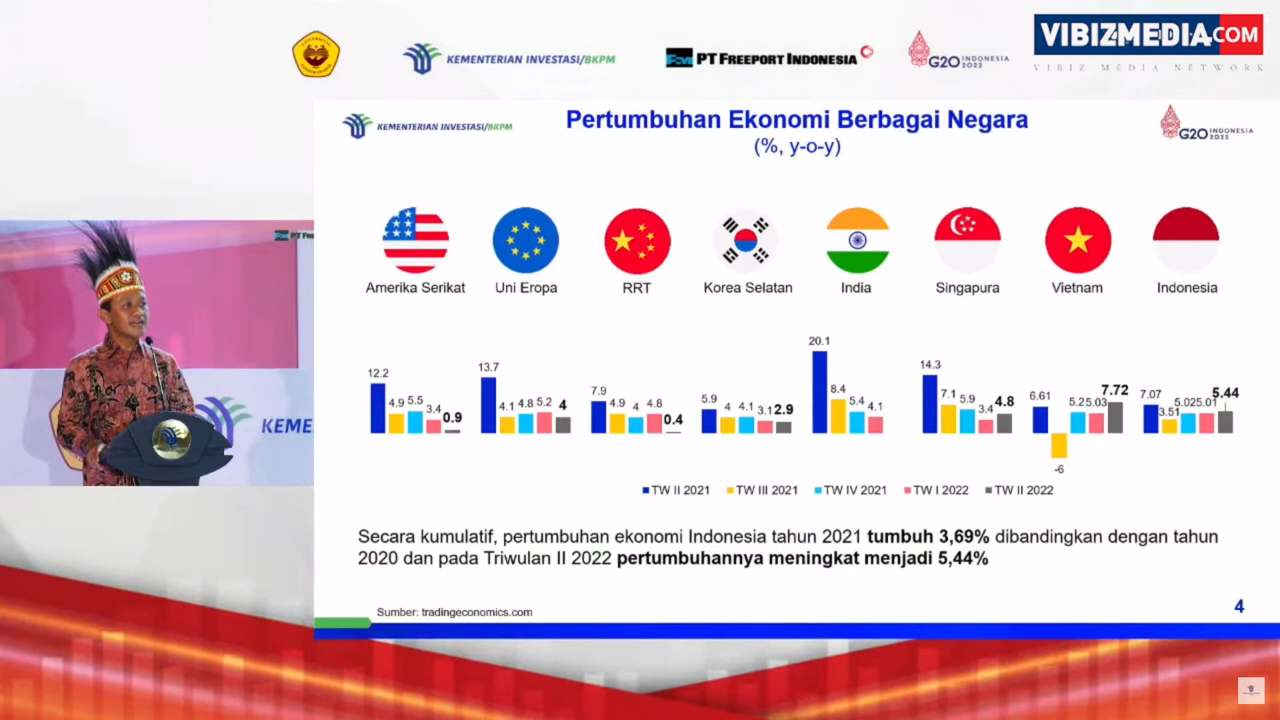 KEMENTERIAN INVESTASI/BKPM
PT FREEPORT INDONESIA
G20 INDONESIA 2022
VIBIZMEDIA.COM
VIBIZ MEDIA NETWORK
KEMENTERIAN INVESTASI/BKPM
Pertumbuhan Ekonomi Berbagai Negara
(%, y-o-y)
G20 INDONESIA 2022
PT F
KEME
Amerika Serikat Uni Eropa RRT Korea Selatan India Singapura Vietnam Indonesia
12.2 4.9 5.5 3.4 0.9
13.7 4.1 4.8 5.2 4
7.9 4.9 4 4.8 0.4
5.9 4 4.1 3.1 2.9
20.1 8.4 5.4 4.1
14.3 7.1 5.9 3.4 4.8
6.61 -6 5.2 5.03 7.72
7.07 3.51 5.02 5.01 5.44
TW II 2021 TW III 2021 TW IV 2021 TW I 2022 TW II 2022
Secara kumulatif, pertumbuhan ekonomi Indonesia tahun 2021 tumbuh 3,69% dibandingkan dengan tahun
2020 dan pada Triwulan II 2022 pertumbuhannya meningkat menjadi 5,44%
Sumber: tradingeconomics.com
4